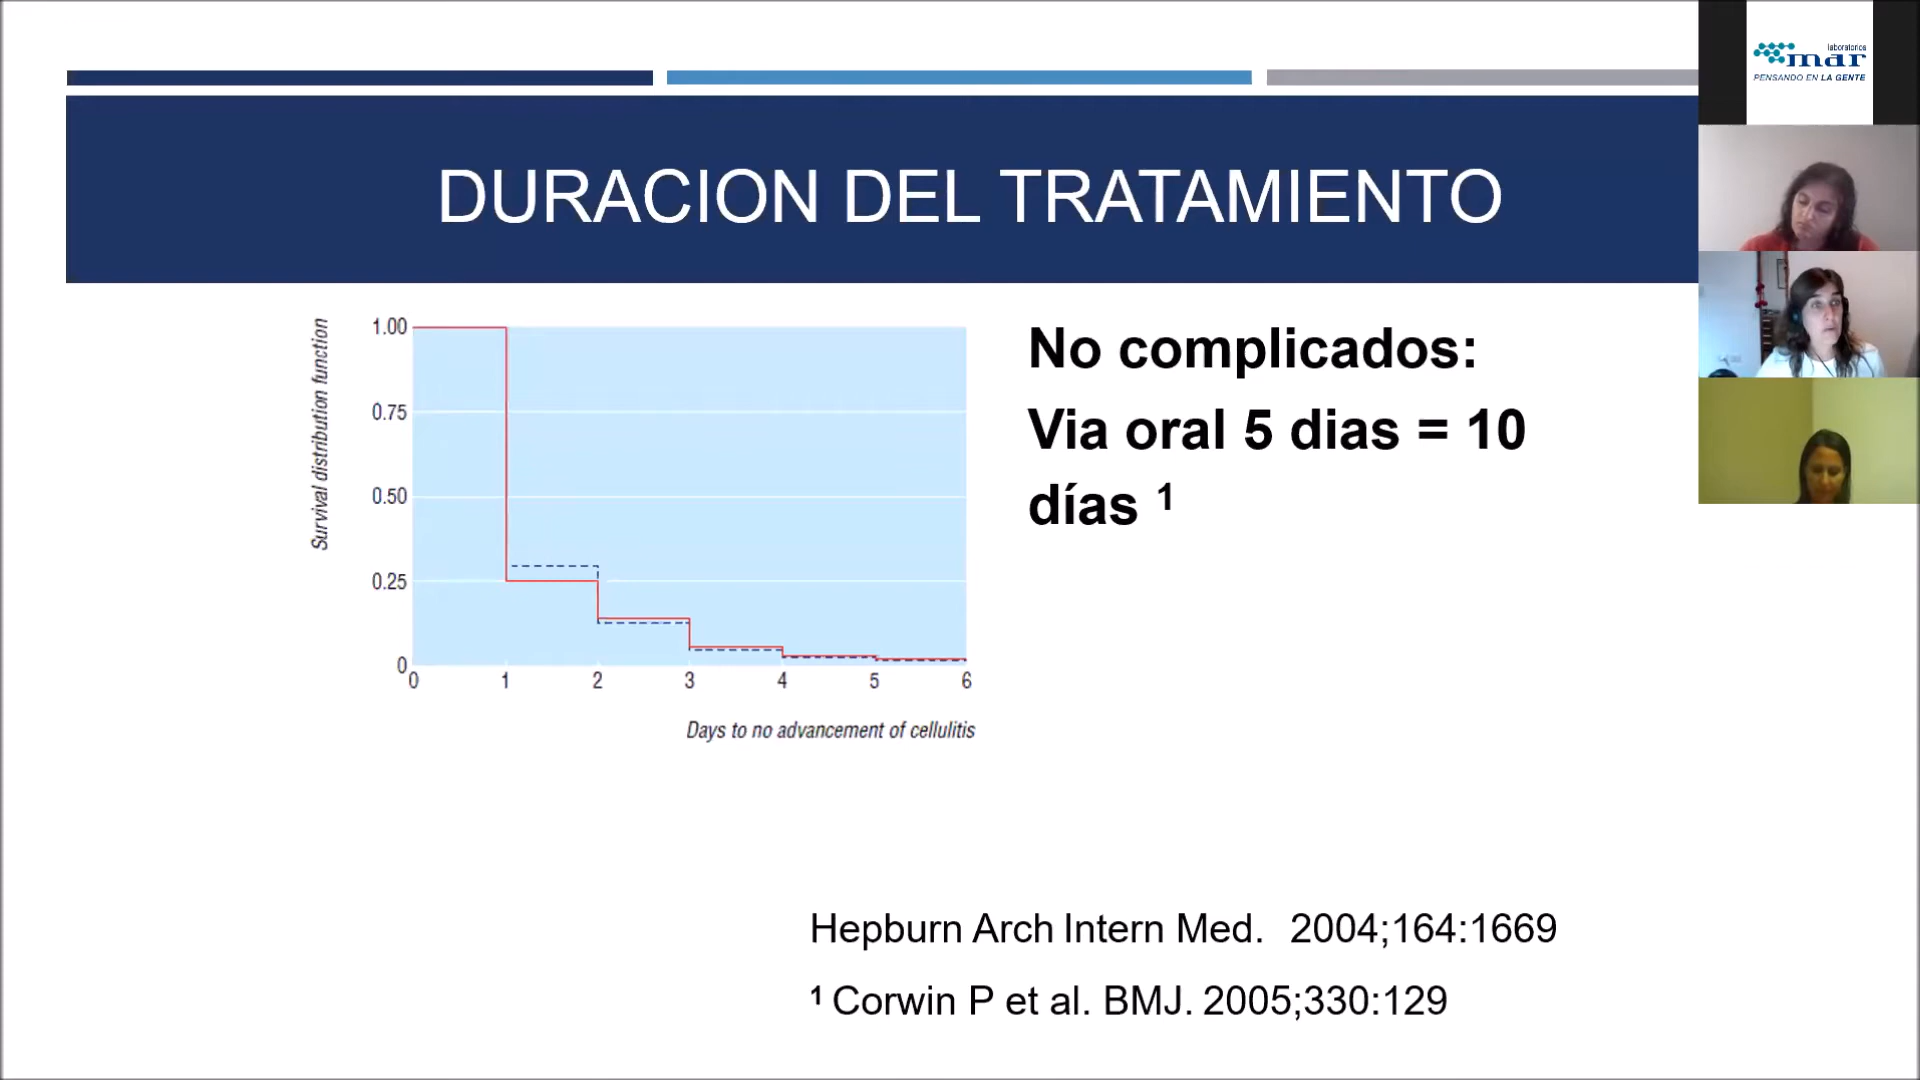 laboratorios
mar
PENSANDO EN LA GENTE
DURACION DEL TRATAMIENTO
Survival distribution function
1.00
0.75
0.50
0.25
0
0 1 2 3 4 5 6
Days to no advancement of cellulitis
No complicados:
Via oral 5 dias = 10
días ¹
Hepburn Arch Intern Med. 2004;164:1669
¹ Corwin P et al. BMJ. 2005;330:129